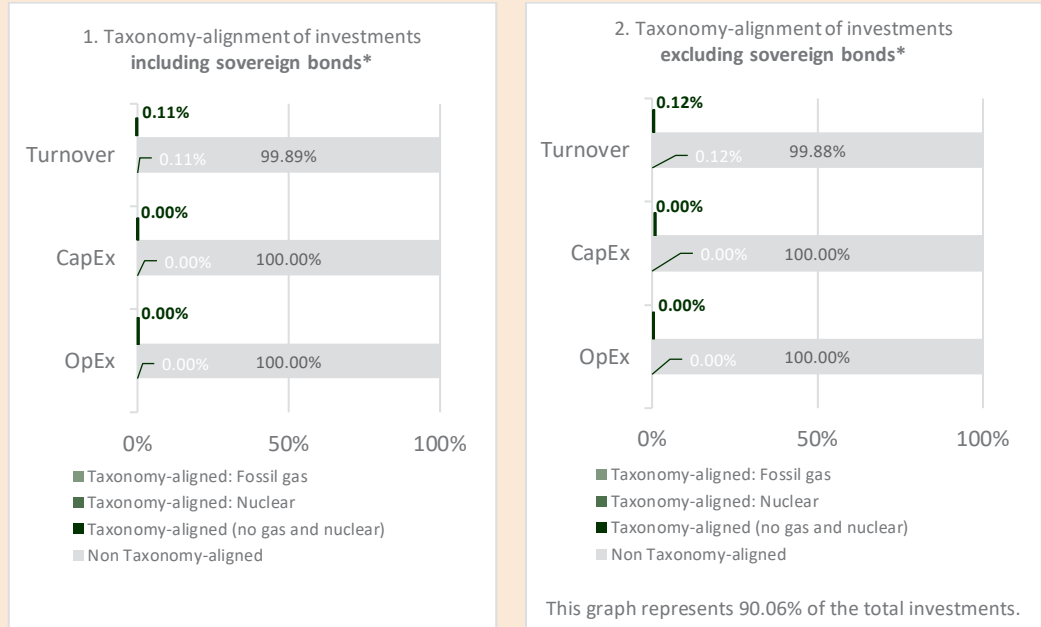 1. Taxonomy-alignment of investments
including sovereign bonds*
0.11%
Turnover
0.11%
99.89%
0.00%
CapEx
0.00%
100.00%
0.00%
OpEx
0.00%
100.00%
0% 50% 100%
Taxonomy-aligned: Fossil gas
Taxonomy-aligned: Nuclear
Taxonomy-aligned (no gas and nuclear)
Non Taxonomy-aligned
2. Taxonomy-alignment of investments
excluding sovereign bonds*
0.12%
Turnover
0.12%
99.88%
0.00%
CapEx
0.00%
100.00%
0.00%
OpEx
0.00%
100.00%
0% 50% 100%
Taxonomy-aligned: Fossil gas
Taxonomy-aligned: Nuclear
Taxonomy-aligned (no gas and nuclear)
Non Taxonomy-aligned
This graph represents 90.06% of the total investments.